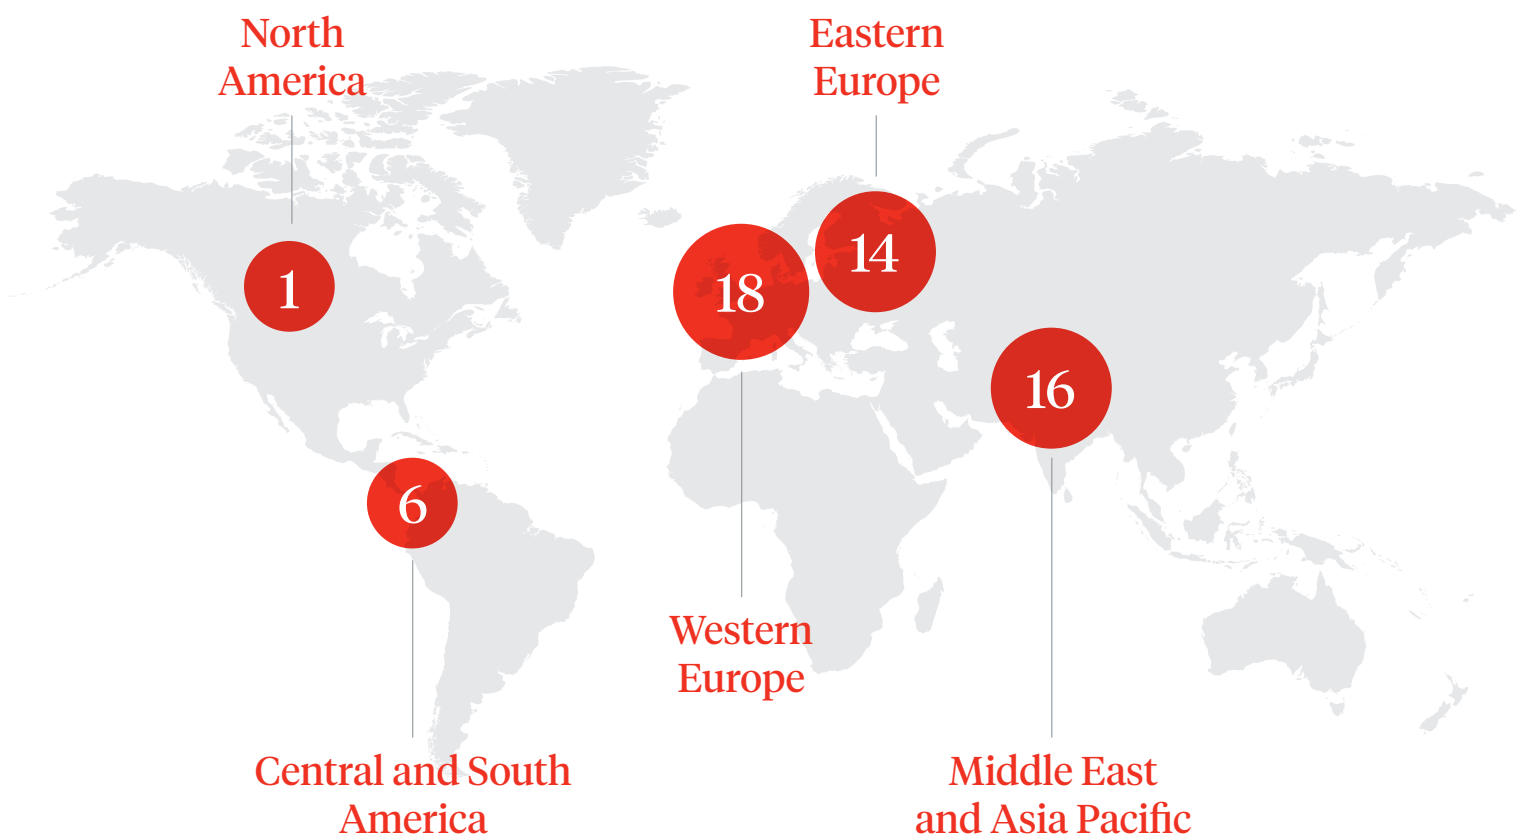 North
America
1
Eastern
Europe
14
18
Western
Europe
16
Middle East
and Asia Pacific
6
Central and South
America